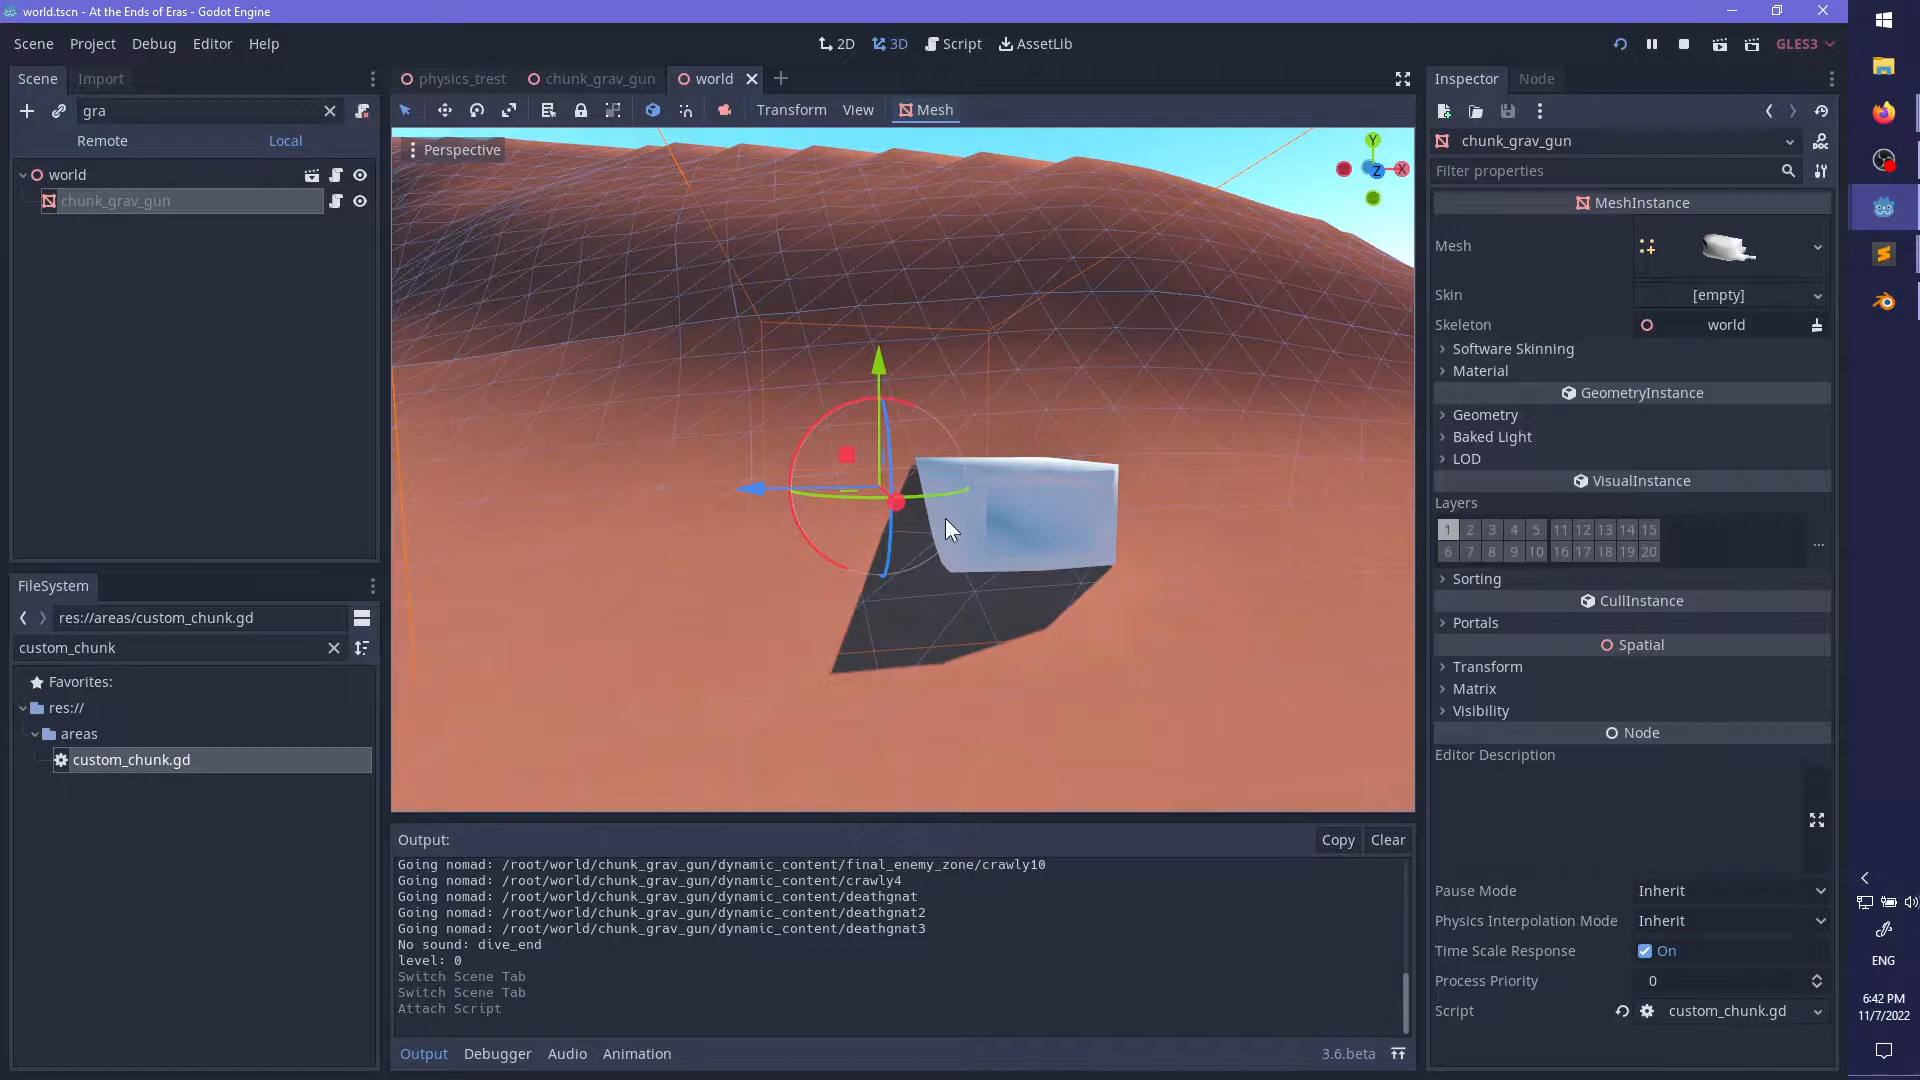 world.tscn - At the Ends of Eras - Godot Engine
Scene Project Debug Editor Help
2D 3D Script AssetLib
GLES3
Scene Import
gra
Remote Local
world
chunk_grav_gun
FileSystem
res://areas/custom_chunk.gd
custom_chunk
Favorites:
res://
areas
custom_chunk.gd
physics_trest chunk_grav_gun world
Transform View Mesh
Perspective
Y
Z X
Output:
Copy Clear
Going nomad: /root/world/chunk_grav_gun/dynamic_content/final_enemy_zone/crawly10
Going nomad: /root/world/chunk_grav_gun/dynamic_content/crawly4
Going nomad: /root/world/chunk_grav_gun/dynamic_content/deathgnat
Going nomad: /root/world/chunk_grav_gun/dynamic_content/deathgnat2
Going nomad: /root/world/chunk_grav_gun/dynamic_content/deathgnat3
No sound: dive_end
level: 0
Switch Scene Tab
Switch Scene Tab
Attach Script
Output Debugger Audio Animation
3.6.beta
Inspector Node
chunk_grav_gun
DOC
Filter properties
MeshInstance
Mesh
Skin [empty]
Skeleton world
Software Skinning
Material
GeometryInstance
Geometry
Baked Light
LOD
VisualInstance
Layers
1 2 3 4 5 11 12 13 14 15
6 7 8 9 10 16 17 18 19 20
...
Sorting
CullInstance
Portals
Spatial
Transform
Matrix
Visibility
Node
Editor Description
Pause Mode Inherit
Physics Interpolation Mode Inherit
Time Scale Response On
Process Priority 0
Script custom_chunk.gd
ENG
6:42 PM
11/7/2022